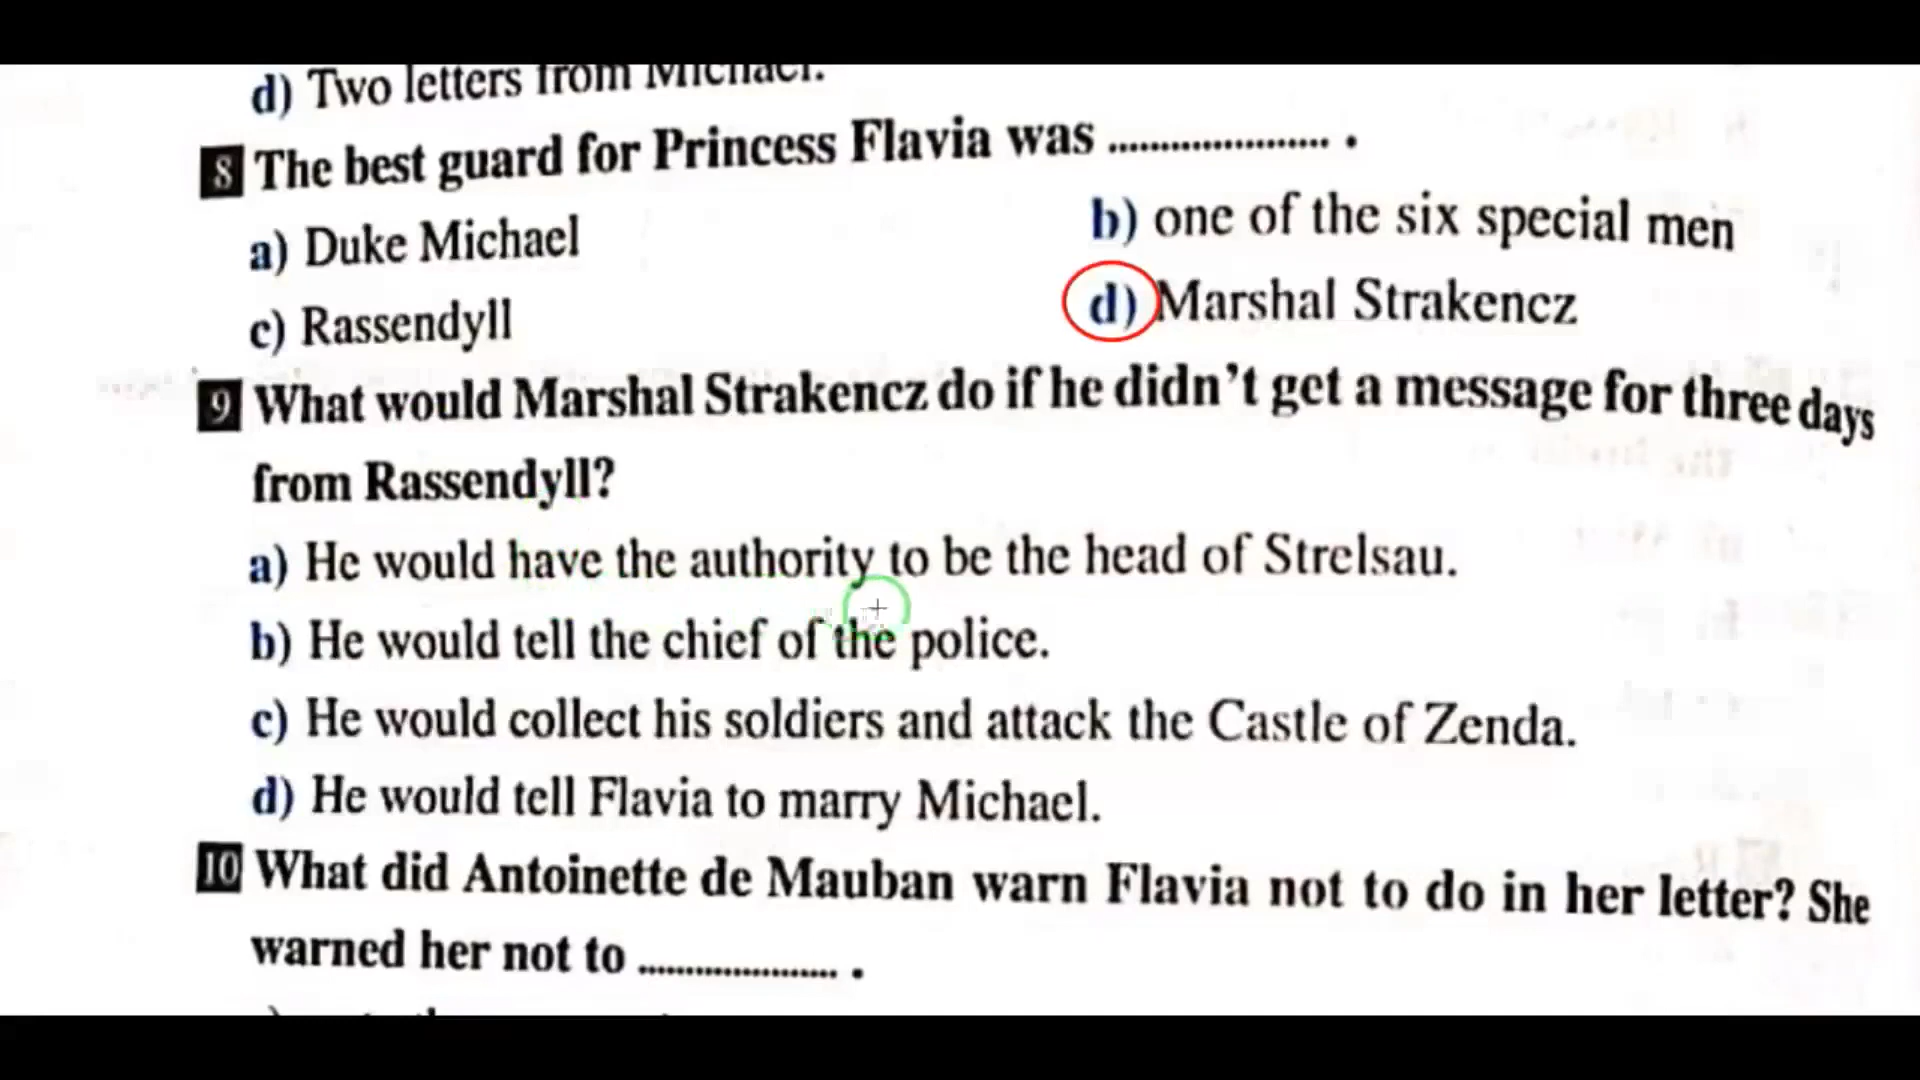 d) Two letters from Michael.
8 The best guard for Princess Flavia was ...................... .
a) Duke Michael
b) one of the six special men
c) Rassendyll
d) Marshal Strakencz
9 What would Marshal Strakencz do if he didn't get a message for three days
from Rassendyll?
a) He would have the authority to be the head of Strelsau.
b) He would tell the chief of the police.
c) He would collect his soldiers and attack the Castle of Zenda.
d) He would tell Flavia to marry Michael.
10 What did Antoinette de Mauban warn Flavia not to do in her letter? She
warned her not to ..................... .